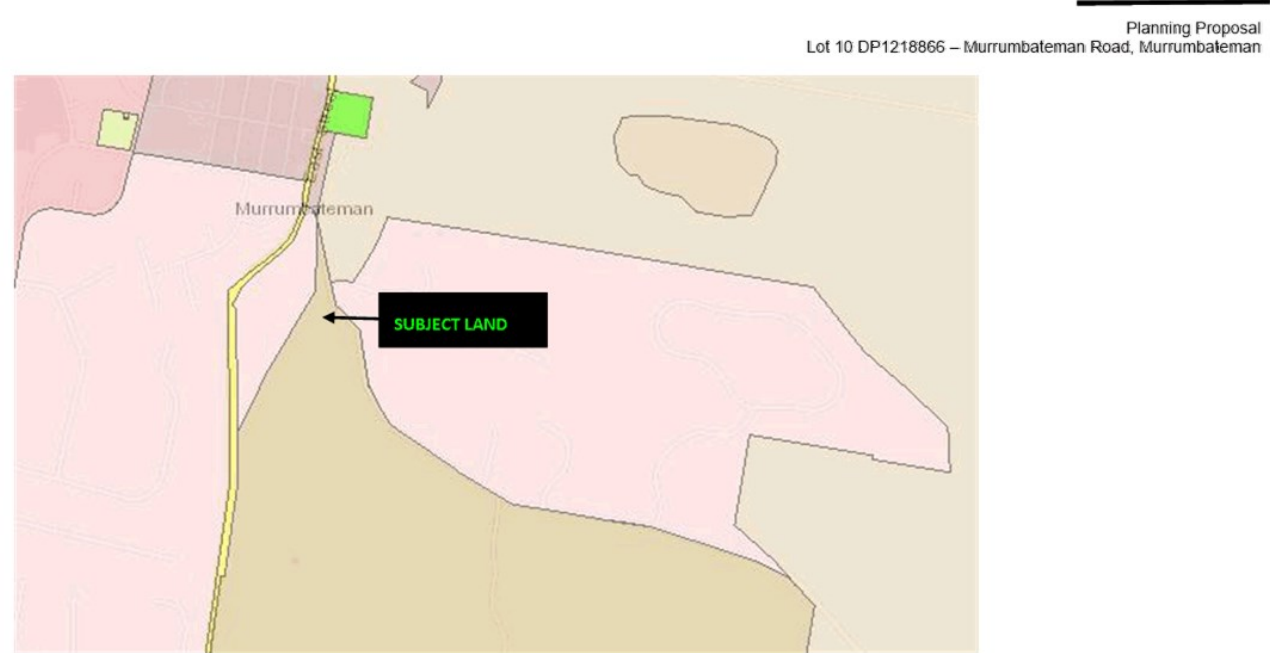 Planning Proposal
Lot 10 DP1218866 – Murrumbateman Road, Murrumbateman
Murrumbateman
SUBJECT LAND